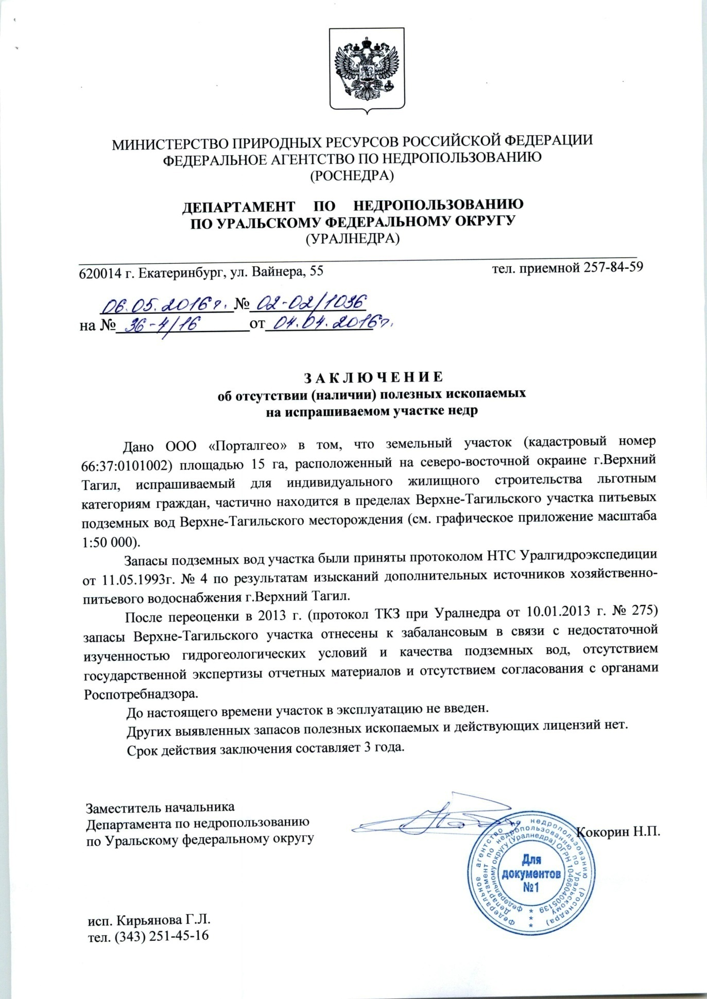 МИНИСТЕРСТВО ПРИРОДНЫХ РЕСУРСОВ РОССИЙСКОЙ ФЕДЕРАЦИИ
ФЕДЕРАЛЬНОЕ АГЕНТСТВО ПО НЕДРОПОЛЬЗОВАНИЮ
(РОСНЕДРА)
ДЕПАРТАМЕНТ ПО НЕДРОПОЛЬЗОВАНИЮ
ПО УРАЛЬСКОМУ ФЕДЕРАЛЬНОМУ ОКРУГУ
(УРАЛНЕДРА)
620014 г. Екатеринбург, ул. Вайнера, 55 тел. приемной 257-84-59
06.05.2016г. № 02-02/1036
на № 36-4/16 от 04.04.2016г.
З А К Л Ю Ч Е Н И Е
об отсутствии (наличии) полезных ископаемых
на испрашиваемом участке недр
Дано ООО «Порталгео» в том, что земельный участок (кадастровый номер
66:37:0101002) площадью 15 га, расположенный на северо-восточной окраине г.Верхний
Тагил, испрашиваемый для индивидуального жилищного строительства льготным
категориям граждан, частично находится в пределах Верхне-Тагильского участка питьевых
подземных вод Верхне-Тагильского месторождения (см. графическое приложение масштаба
1:50 000).
Запасы подземных вод участка были приняты протоколом НТС Уралгидроэкспедиции
от 11.05.1993г. № 4 по результатам изысканий дополнительных источников хозяйственно-
питьевого водоснабжения г.Верхний Тагил.
После переоценки в 2013 г. (протокол ТКЗ при Уралнедра от 10.01.2013 г. № 275)
запасы Верхне-Тагильского участка отнесены к забалансовым в связи с недостаточной
изученностью гидрогеологических условий и качества подземных вод, отсутствием
государственной экспертизы отчетных материалов и отсутствием согласования с органами
Роспотребнадзора.
До настоящего времени участок в эксплуатацию не введен.
Других выявленных запасов полезных ископаемых и действующих лицензий нет.
Срок действия заключения составляет 3 года.
Заместитель начальника
Департамента по недропользованию
по Уральскому федеральному округу Кокорин Н.П.
Федеральное агентство по недропользованию (Роснедра)
Департамент по недропользованию по Уральскому
федеральному округу (Уралнедра) ОГРН 1046604005139
Для
документов
№1
исп. Кирьянова Г.Л.
тел. (343) 251-45-16